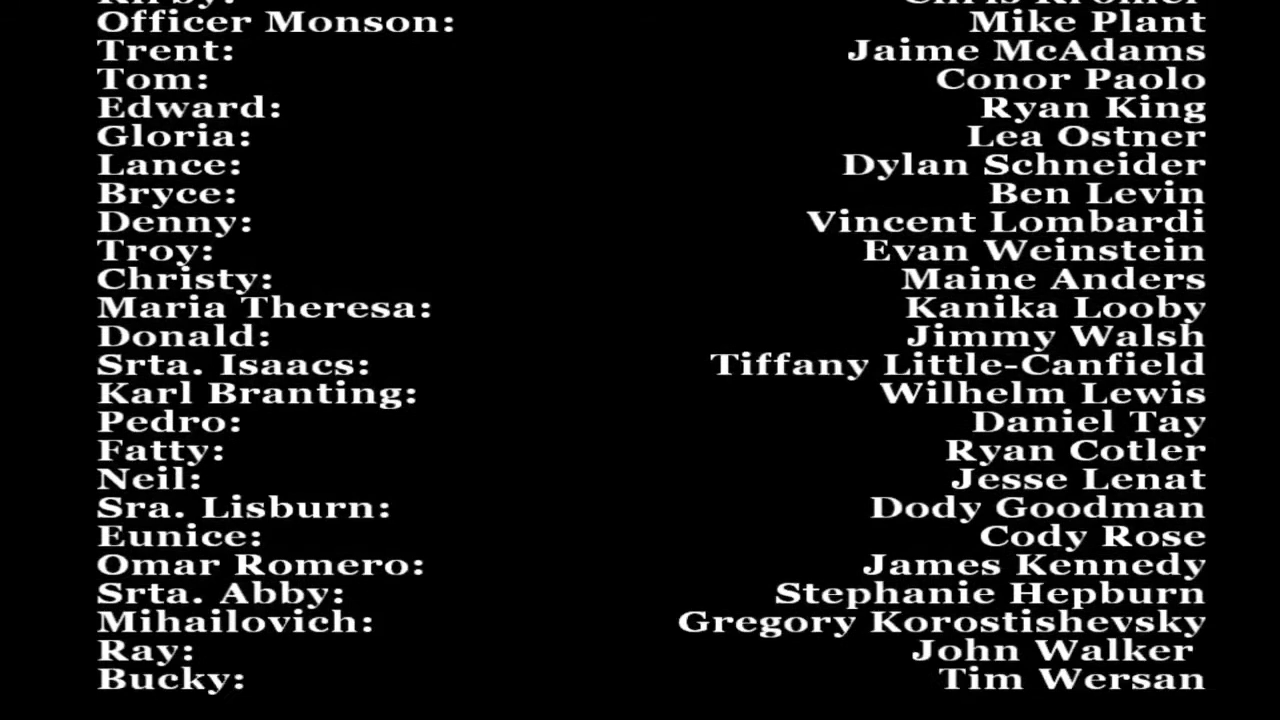 Officer Monson: Mike Plant
Trent: Jaime McAdams
Tom: Conor Paolo
Edward: Ryan King
Gloria: Lea Ostner
Lance: Dylan Schneider
Bryce: Ben Levin
Denny: Vincent Lombardi
Troy: Evan Weinstein
Christy: Maine Anders
Maria Theresa: Kanika Looby
Donald: Jimmy Walsh
Srta. Isaacs: Tiffany Little-Canfield
Karl Branting: Wilhelm Lewis
Pedro: Daniel Tay
Fatty: Ryan Cotler
Neil: Jesse Lenat
Sra. Lisburn: Dody Goodman
Eunice: Cody Rose
Omar Romero: James Kennedy
Srta. Abby: Stephanie Hepburn
Mihailovich: Gregory Korostishevsky
Ray: John Walker
Bucky: Tim Wersan